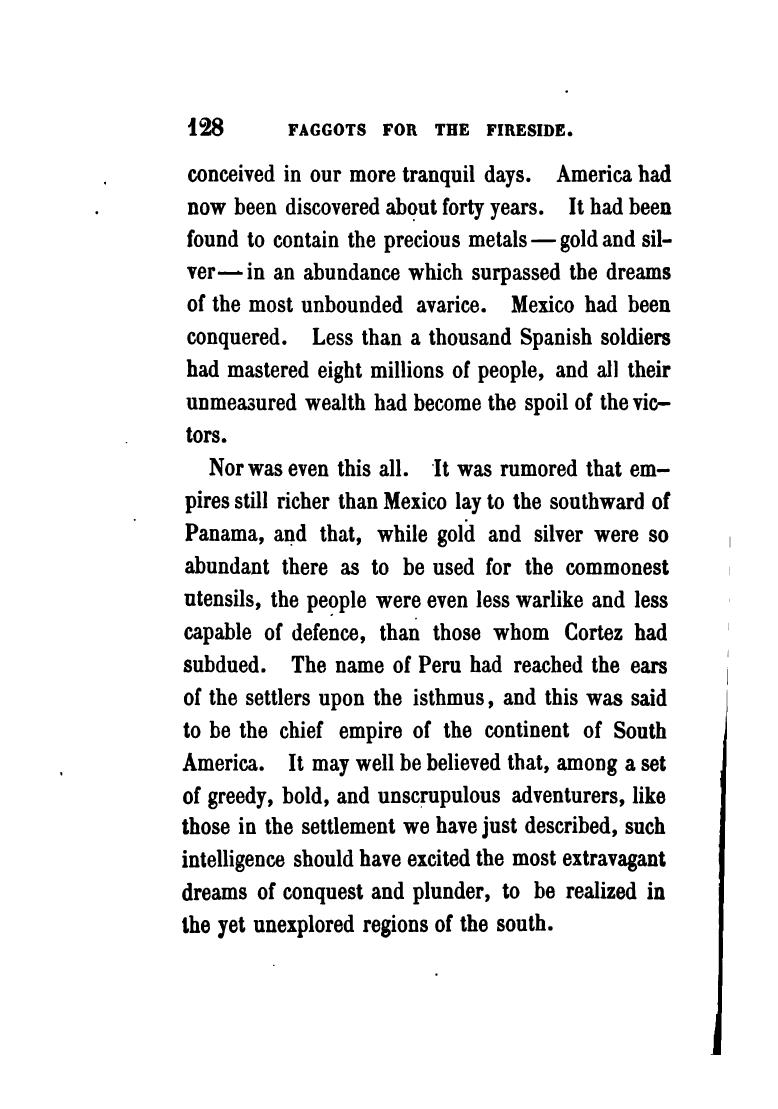 128 FAGGOTS FOR THE FIRESIDE.
conceived in our more tranquil days. America had
now been discovered about forty years. It had been
found to contain the precious metals — gold and sil-
ver — in an abundance which surpassed the dreams
of the most unbounded avarice. Mexico had been
conquered. Less than a thousand Spanish soldiers
had mastered eight millions of people, and all their
unmeasured wealth had become the spoil of the vic-
tors.
Nor was even this all. It was rumored that em-
pires still richer than Mexico lay to the southward of
Panama, and that, while gold and silver were so
abundant there as to be used for the commonest
utensils, the people were even less warlike and less
capable of defence, than those whom Cortez had
subdued. The name of Peru had reached the ears
of the settlers upon the isthmus, and this was said
to be the chief empire of the continent of South
America. It may well be believed that, among a set
of greedy, bold, and unscrupulous adventurers, like
those in the settlement we have just described, such
intelligence should have excited the most extravagant
dreams of conquest and plunder, to be realized in
the yet unexplored regions of the south.